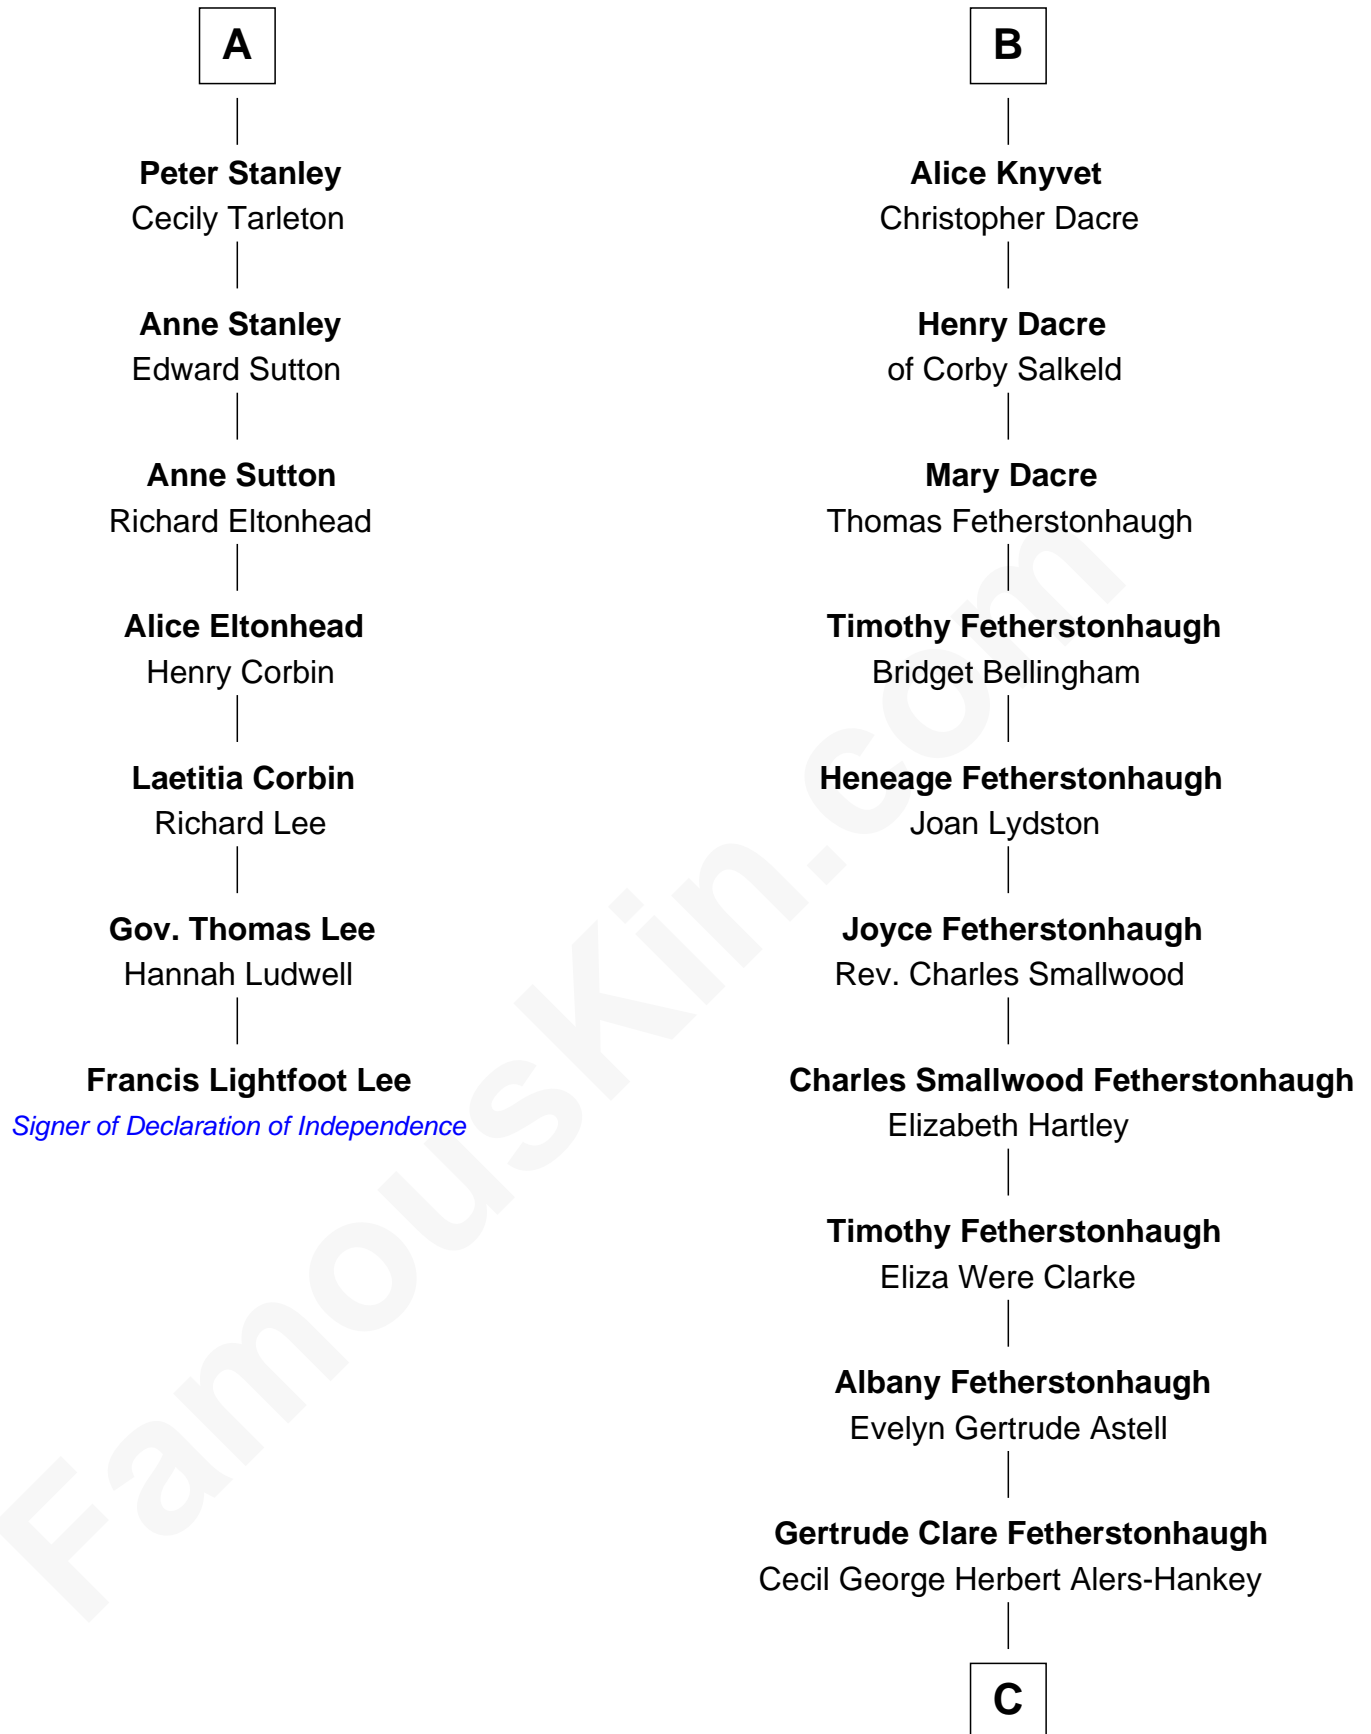 A
Peter Stanley
Cecily Tarleton
Anne Stanley
Edward Sutton
Anne Sutton
Richard Eltonhead
Alice Eltonhead
Henry Corbin
Laetitia Corbin
Richard Lee
Gov. Thomas Lee
Hannah Ludwell
Francis Lightfoot Lee
Signer of Declaration of Independence
B
Alice Knyvet
Christopher Dacre
Henry Dacre
of Corby Salkeld
Mary Dacre
Thomas Fetherstonhaugh
Timothy Fetherstonhaugh
Bridget Bellingham
Heneage Fetherstonhaugh
Joan Lydston
Joyce Fetherstonhaugh
Rev. Charles Smallwood
Charles Smallwood Fetherstonhaugh
Elizabeth Hartley
Timothy Fetherstonhaugh
Eliza Were Clarke
Albany Fetherstonhaugh
Evelyn Gertrude Astell
Gertrude Clare Fetherstonhaugh
Cecil George Herbert Alers-Hankey
C
FamousKin.com